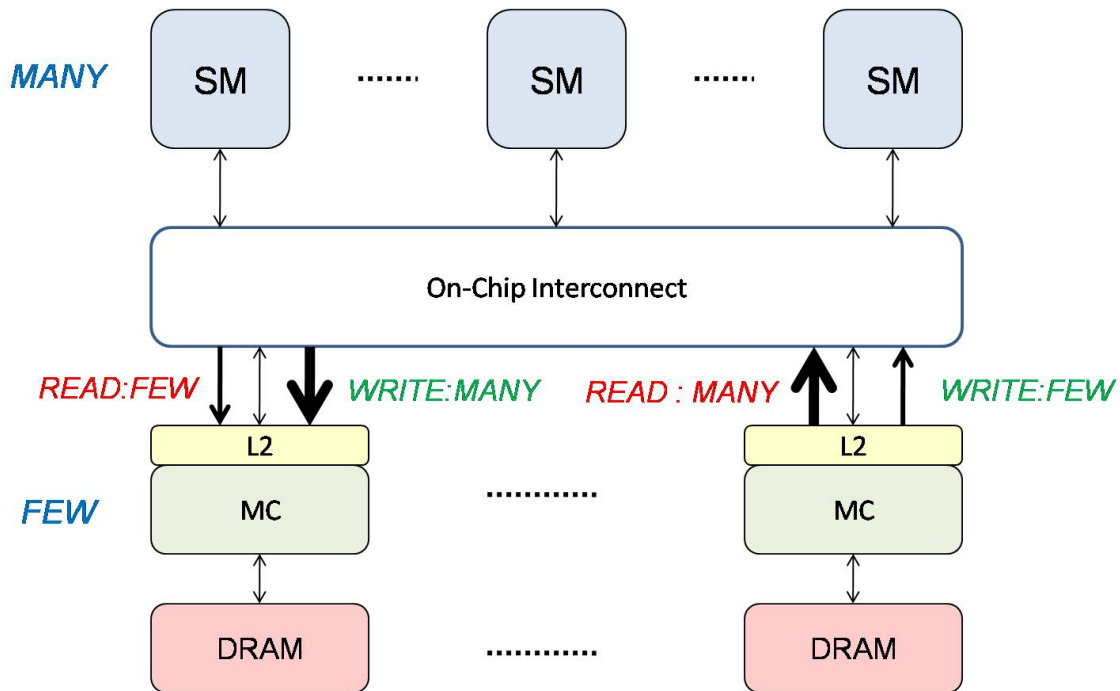 MANY SM ........ SM ........ SM
On-Chip Interconnect
READ:FEW WRITE:MANY READ : MANY WRITE:FEW
L2 L2
FEW MC ............. MC
DRAM ............. DRAM